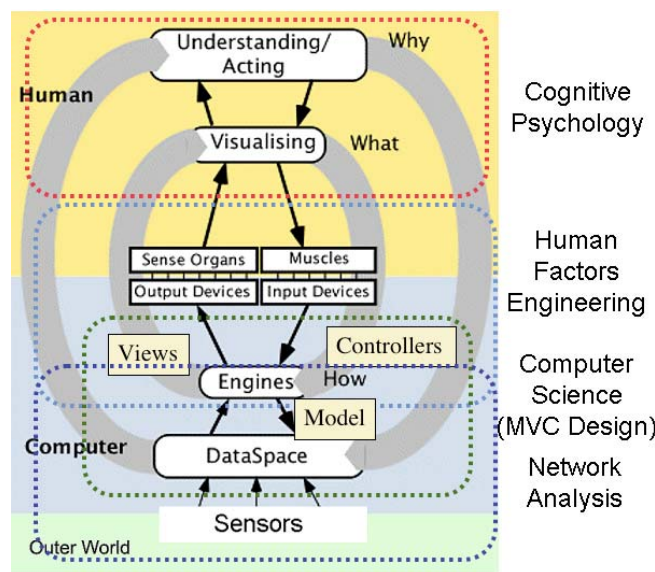 Understanding/
Acting
Why
Human
Cognitive
Psychology
Visualising
What
Sense Organs
Muscles
Output Devices
Input Devices
Human
Factors
Engineering
Views
Controllers
Engines
How
Computer
Science
(MVC Design)
Model
Computer
DataSpace
Network
Analysis
Sensors
Outer World